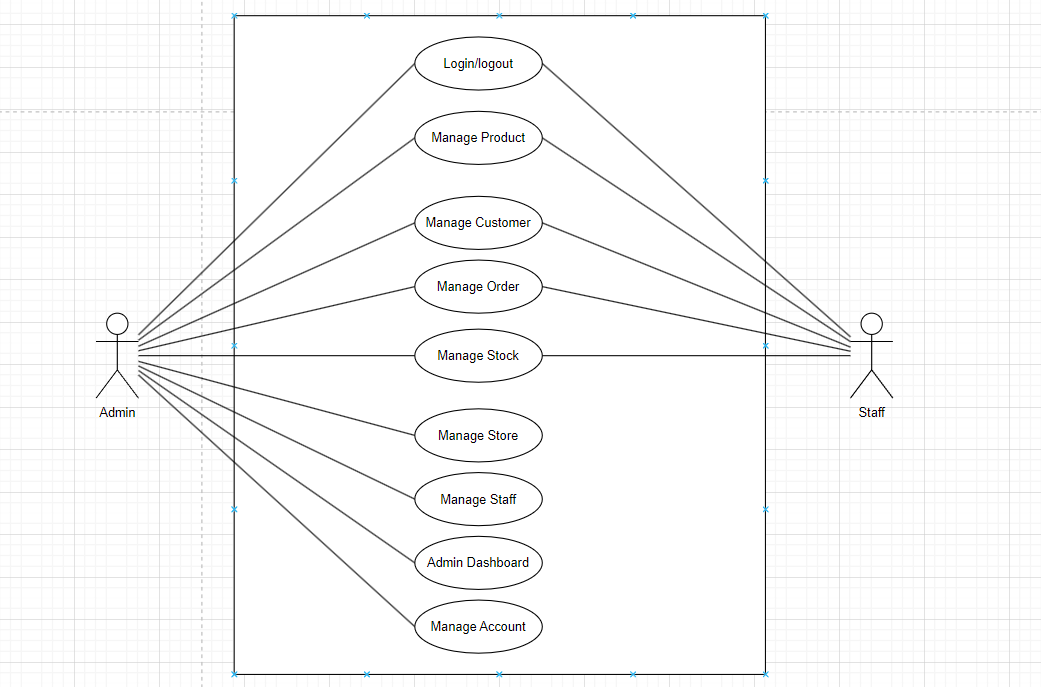 Login/logout
Manage Product
Manage Customer
Manage Order
Manage Stock
Admin
Staff
Manage Store
Manage Staff
Admin Dashboard
Manage Account